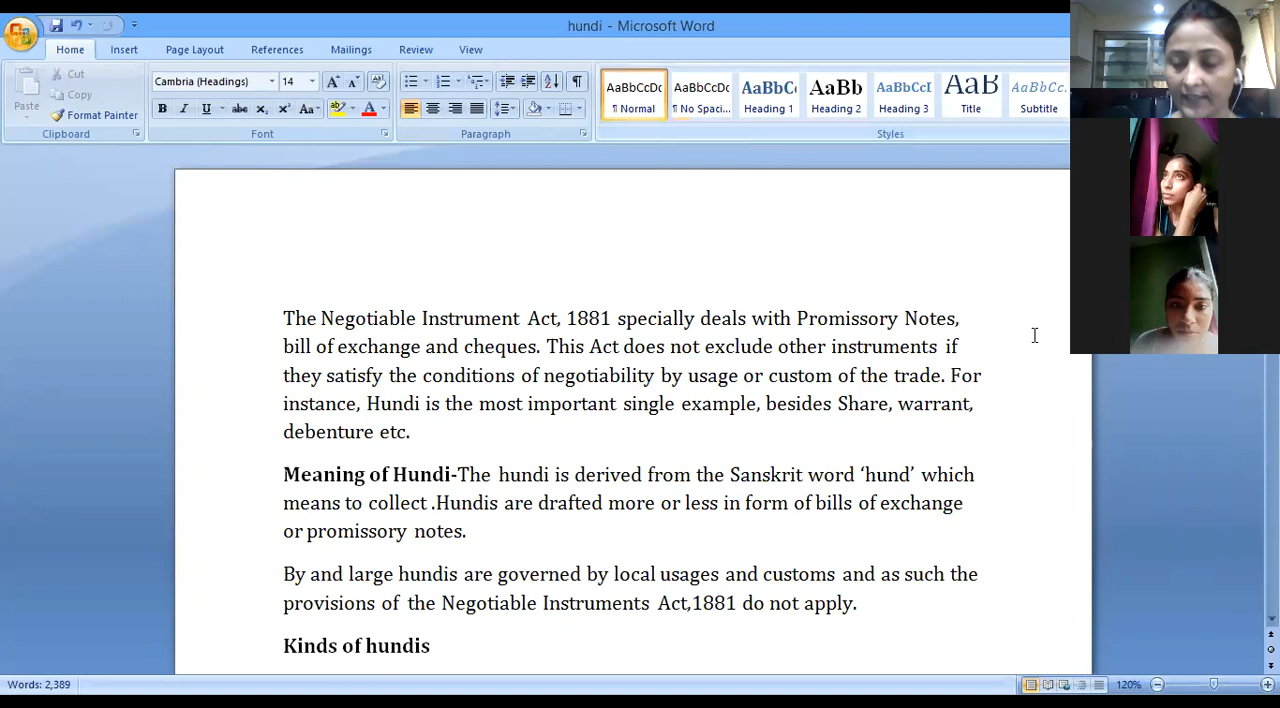 hundi - Microsoft Word
Home Insert Page Layout References Mailings Review View
Paste
Cut
Copy
Format Painter
Clipboard
Cambria (Headings) 14
Font
Paragraph
AaBbCcDc AaBbCcDc AaBbC AaBb AaBbCcI AaB AaBbCc.
¶ Normal ¶ No Spaci... Heading 1 Heading 2 Heading 3 Title Subtitle
Styles
The Negotiable Instrument Act, 1881 specially deals with Promissory Notes,
bill of exchange and cheques. This Act does not exclude other instruments if
they satisfy the conditions of negotiability by usage or custom of the trade. For
instance, Hundi is the most important single example, besides Share, warrant,
debenture etc.
Meaning of Hundi-The hundi is derived from the Sanskrit word ‘hund’ which
means to collect .Hundis are drafted more or less in form of bills of exchange
or promissory notes.
By and large hundis are governed by local usages and customs and as such the
provisions of the Negotiable Instruments Act,1881 do not apply.
Kinds of hundis
Words: 2,389
120%